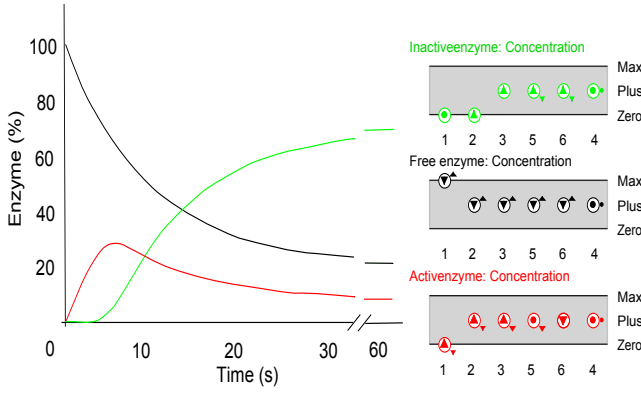 Enzyme (%)
100
80
60
40
20
0
10
20
30
60
Time (s)
Inactiveenzyme: Concentration
Max
Plus
Zero
1 2 3 5 6 4
Free enzyme: Concentration
Max
Plus
Zero
1 2 3 5 6 4
Activenzyme: Concentration
Max
Plus
Zero
1 2 3 5 6 4